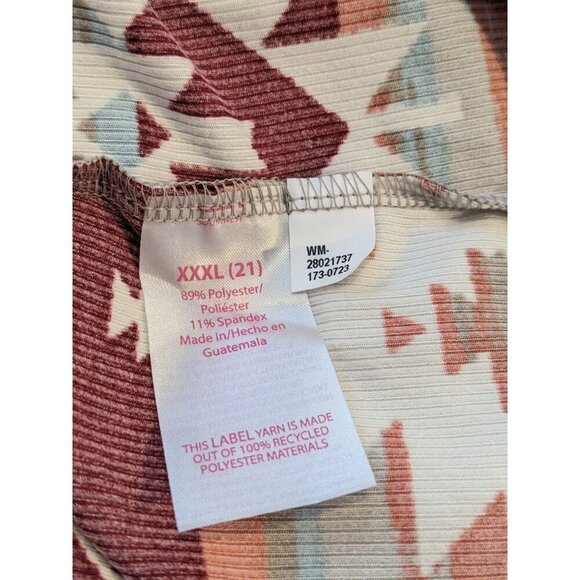 XXXL (21)
89% Polyester/
Poliéster
11% Spandex
Made In/Hecho en
Guatemala
THIS LABEL YARN IS MADE
OUT OF 100% RECYCLED
POLYESTER MATERIALS
WM-
28021737
173-0723